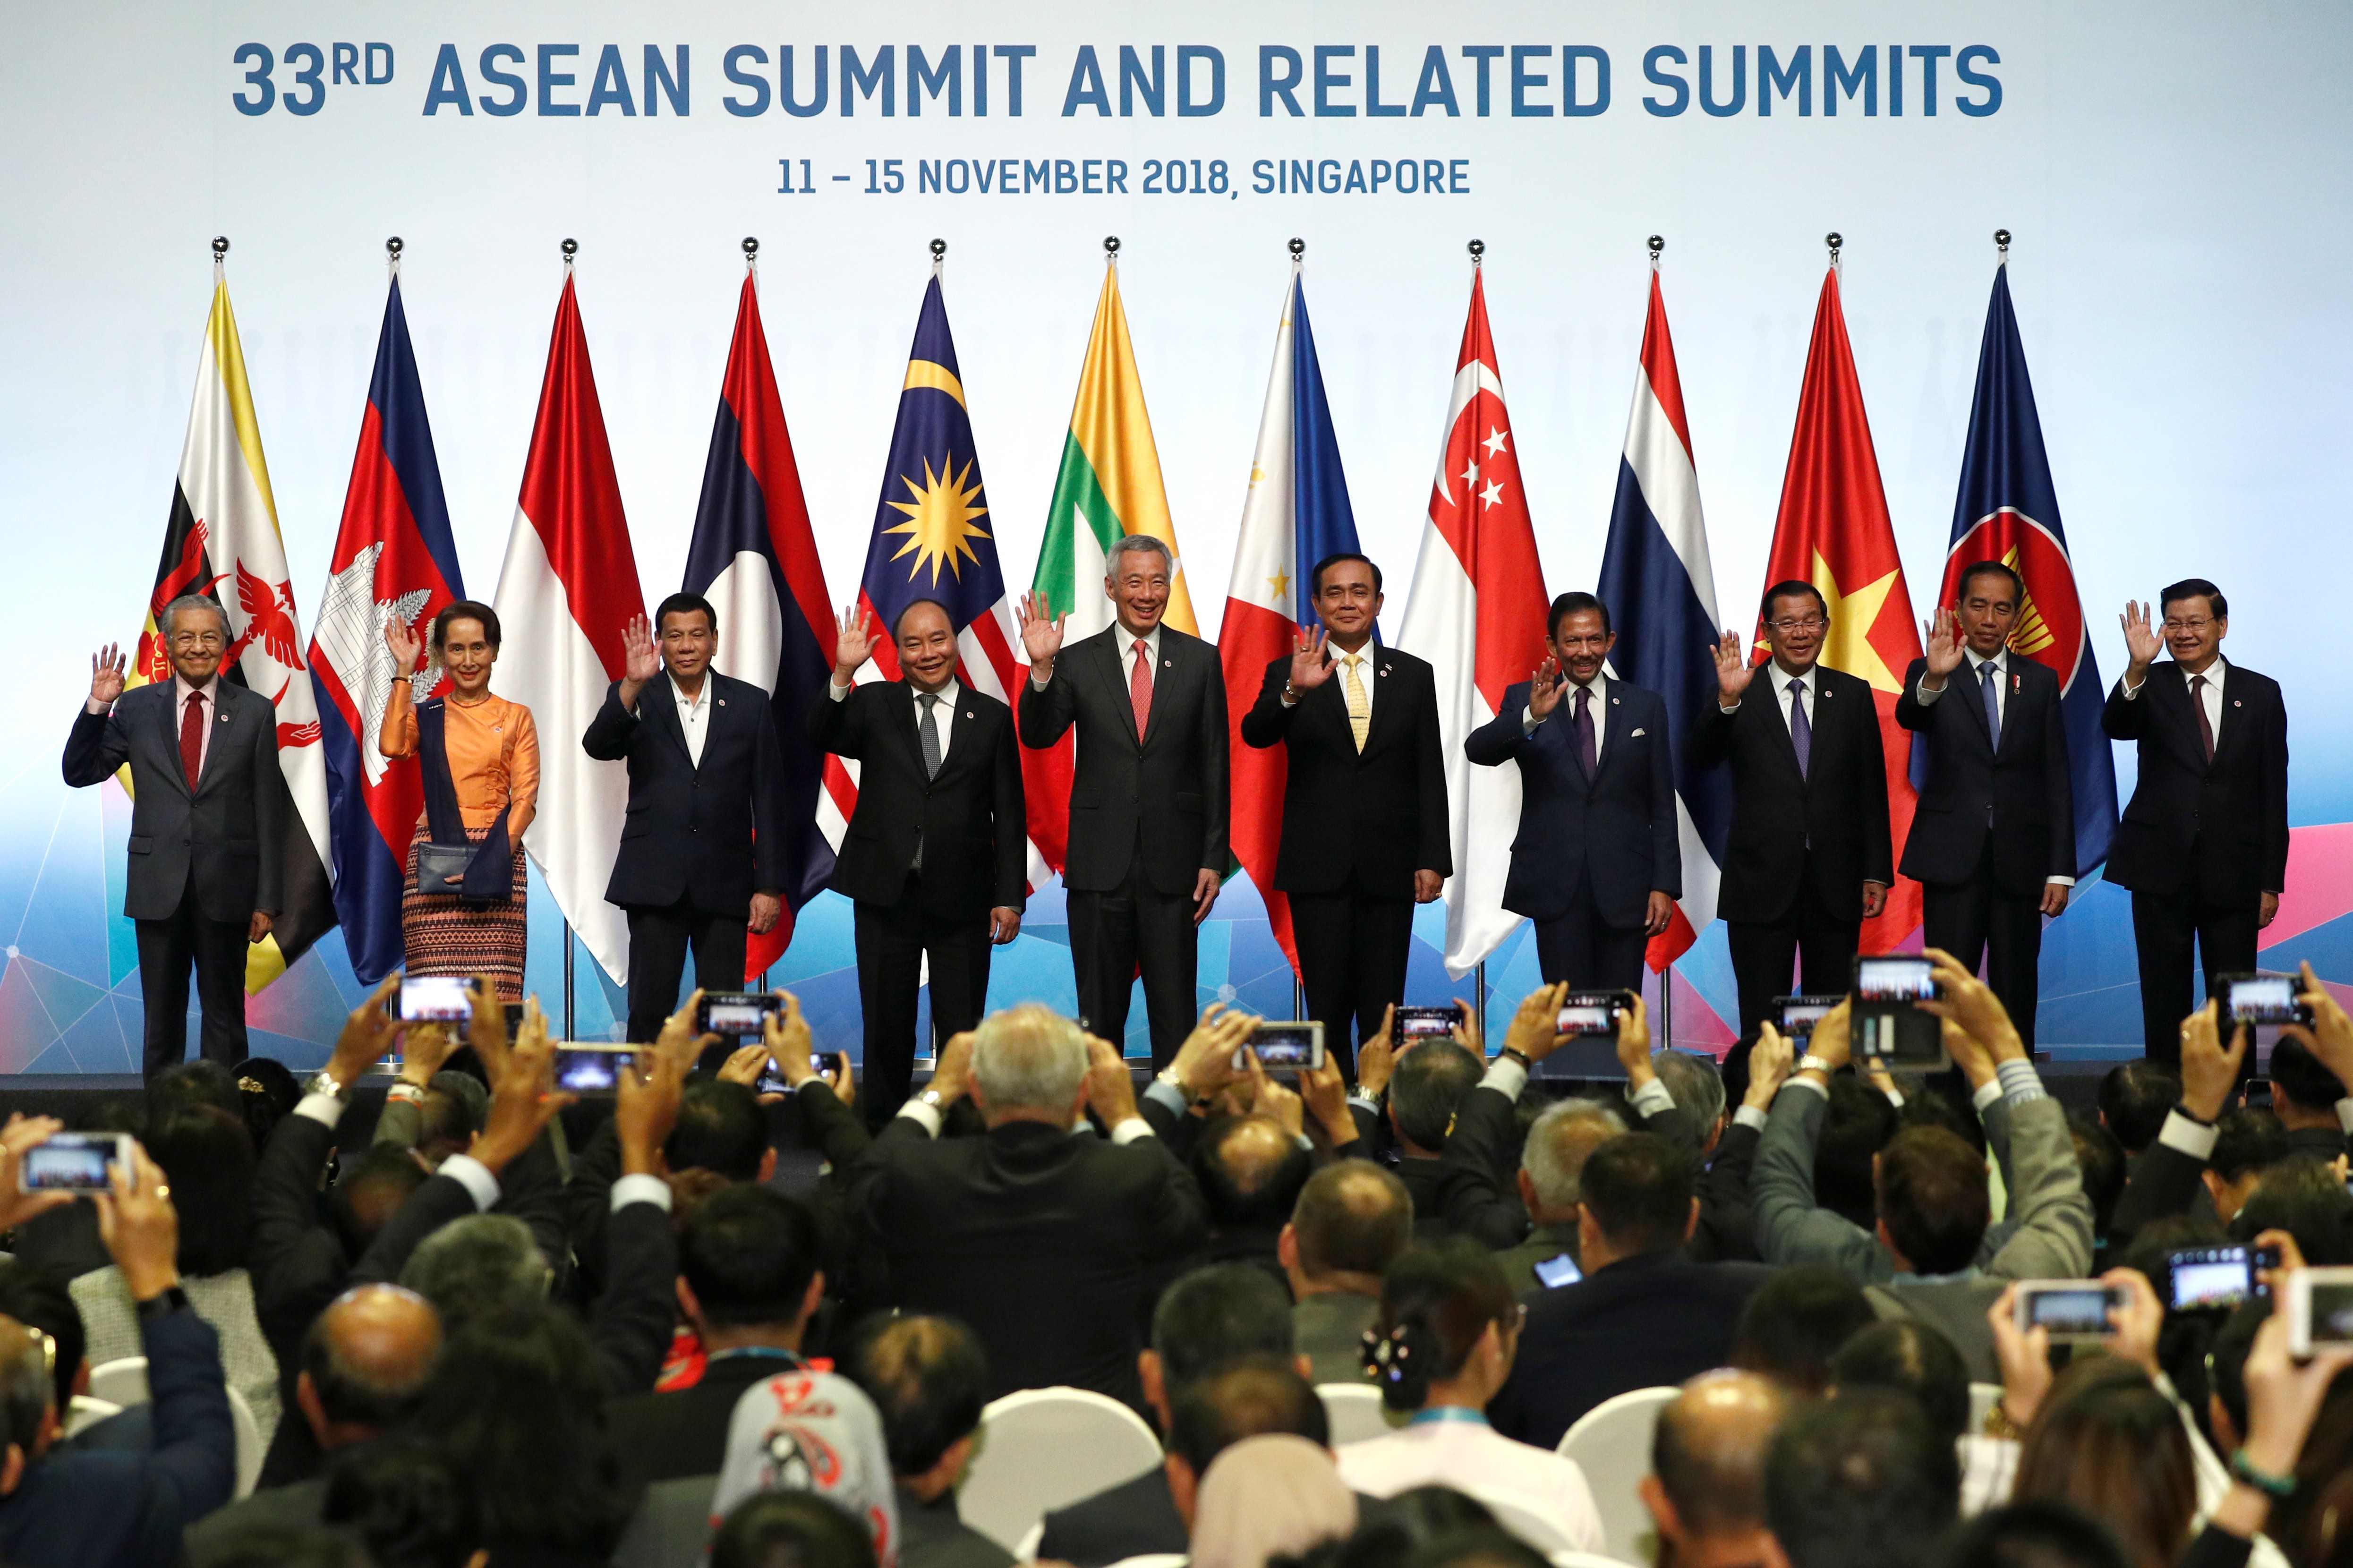 33RD ASEAN SUMMIT AND RELATED SUMMITS
11 – 15 NOVEMBER 2018, SINGAPORE